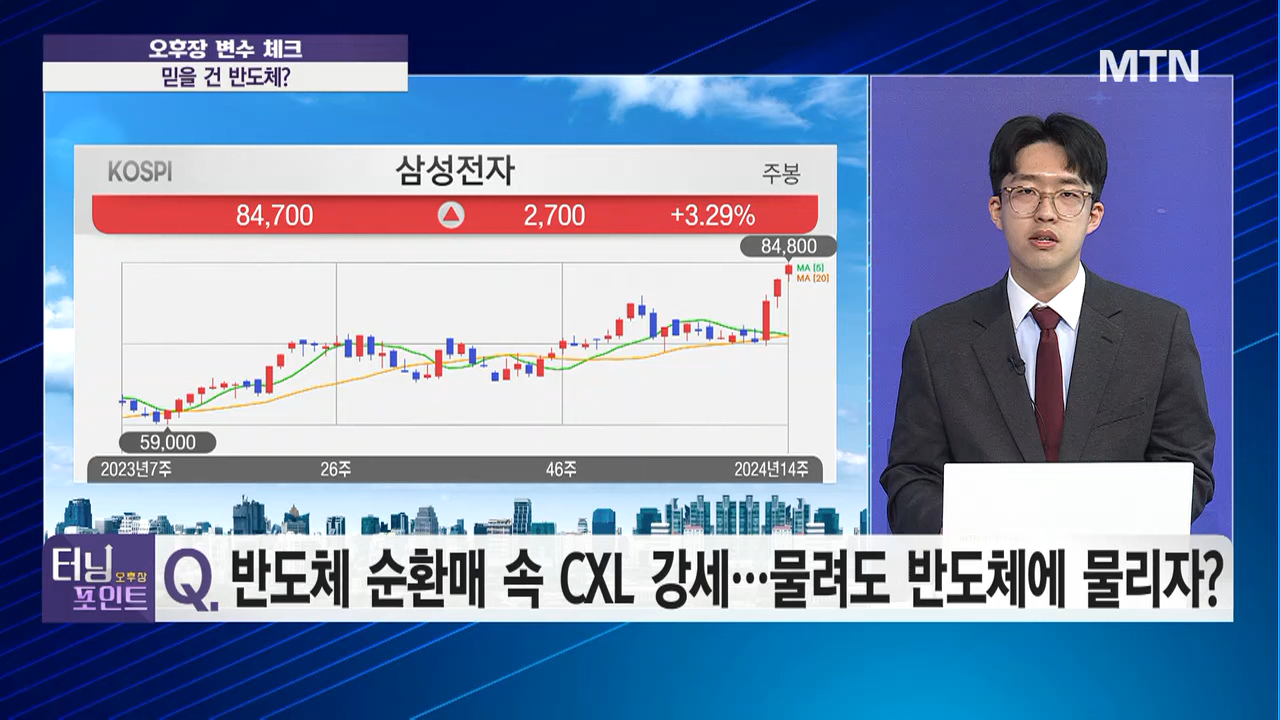 오후장 변수 체크
믿을 건 반도체?
MTN
KOSPI 삼성전자 주봉
84,700 2,700 +3.29%
84,800
MA [5]
MA [20]
59,000
2023년7주 26주 46주 2024년14주
터닝 오후장
포인트
Q. 반도체 순환매 속 CXL 강세…물려도 반도체에 물리자?